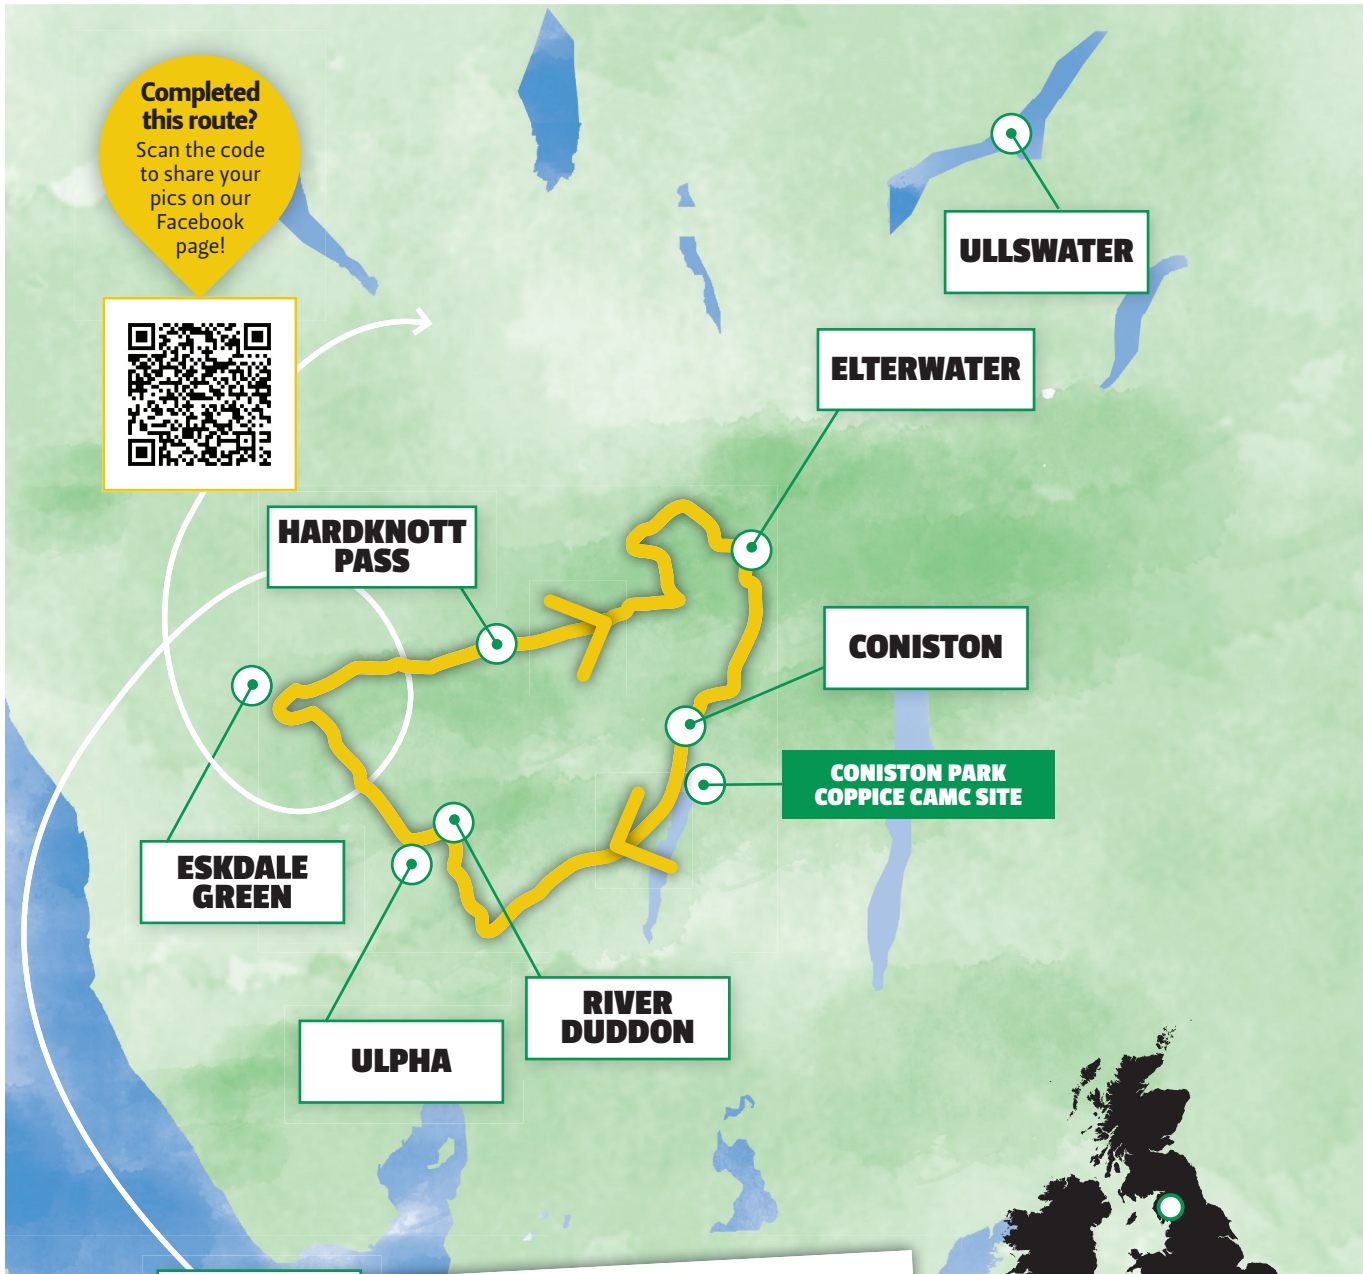 Completed
this route?
Scan the code
to share your
pics on our
Facebook
page!
ULLSWATER
ELTERWATER
HARDKNOTT
PASS
CONISTON
CONISTON PARK
COPPICE CAMC SITE
ESKDALE
GREEN
RIVER
DUDDON
ULPHA